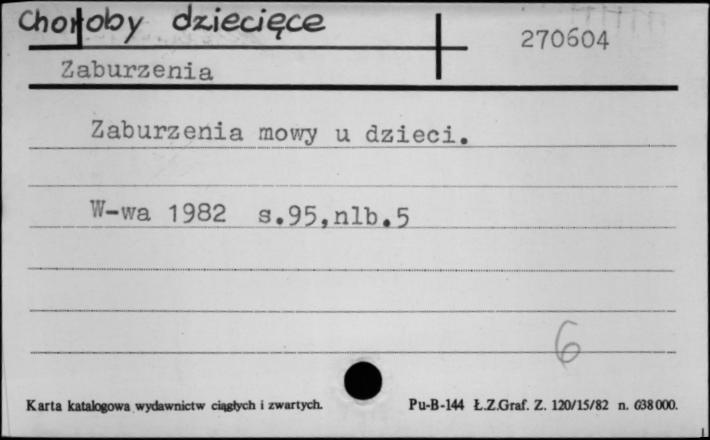 Choroby dziecięce
270604
Zaburzenia
Zaburzenia mowy u dzieci.
W-wa 1982 s.95,nlb.5
6
Karta katalogowa wydawnictw ciągłych i zwartych. Pu-B-144 Ł.Z.Graf. Z. 120/15/82 n. 638 000.